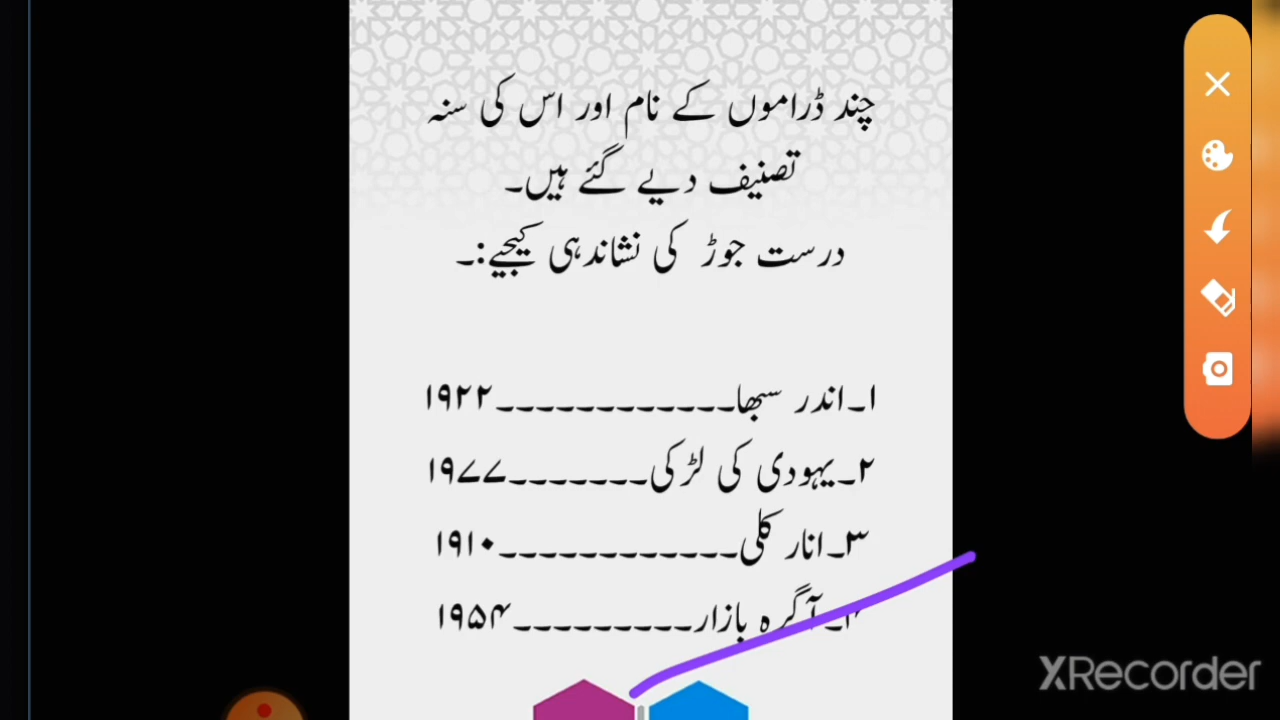 چند ڈراموں کے نام اور اس کی سنہ
تصنیف دیے گئے ہیں۔
درست جوڑ کی نشاندہی کیجیے:۔
۱۔اندر سبھا۔۔۔۔۔۔۔۔۔۔۔۔۱۹۲۲
۲۔یہودی کی لڑکی۔۔۔۔۔۔۔۱۹۷۷
۳۔انار کلی۔۔۔۔۔۔۔۔۔۔۔۔۱۹۱۰
۴۔آگرہ بازار۔۔۔۔۔۔۔۔۔۱۹۵۴
XRecorder